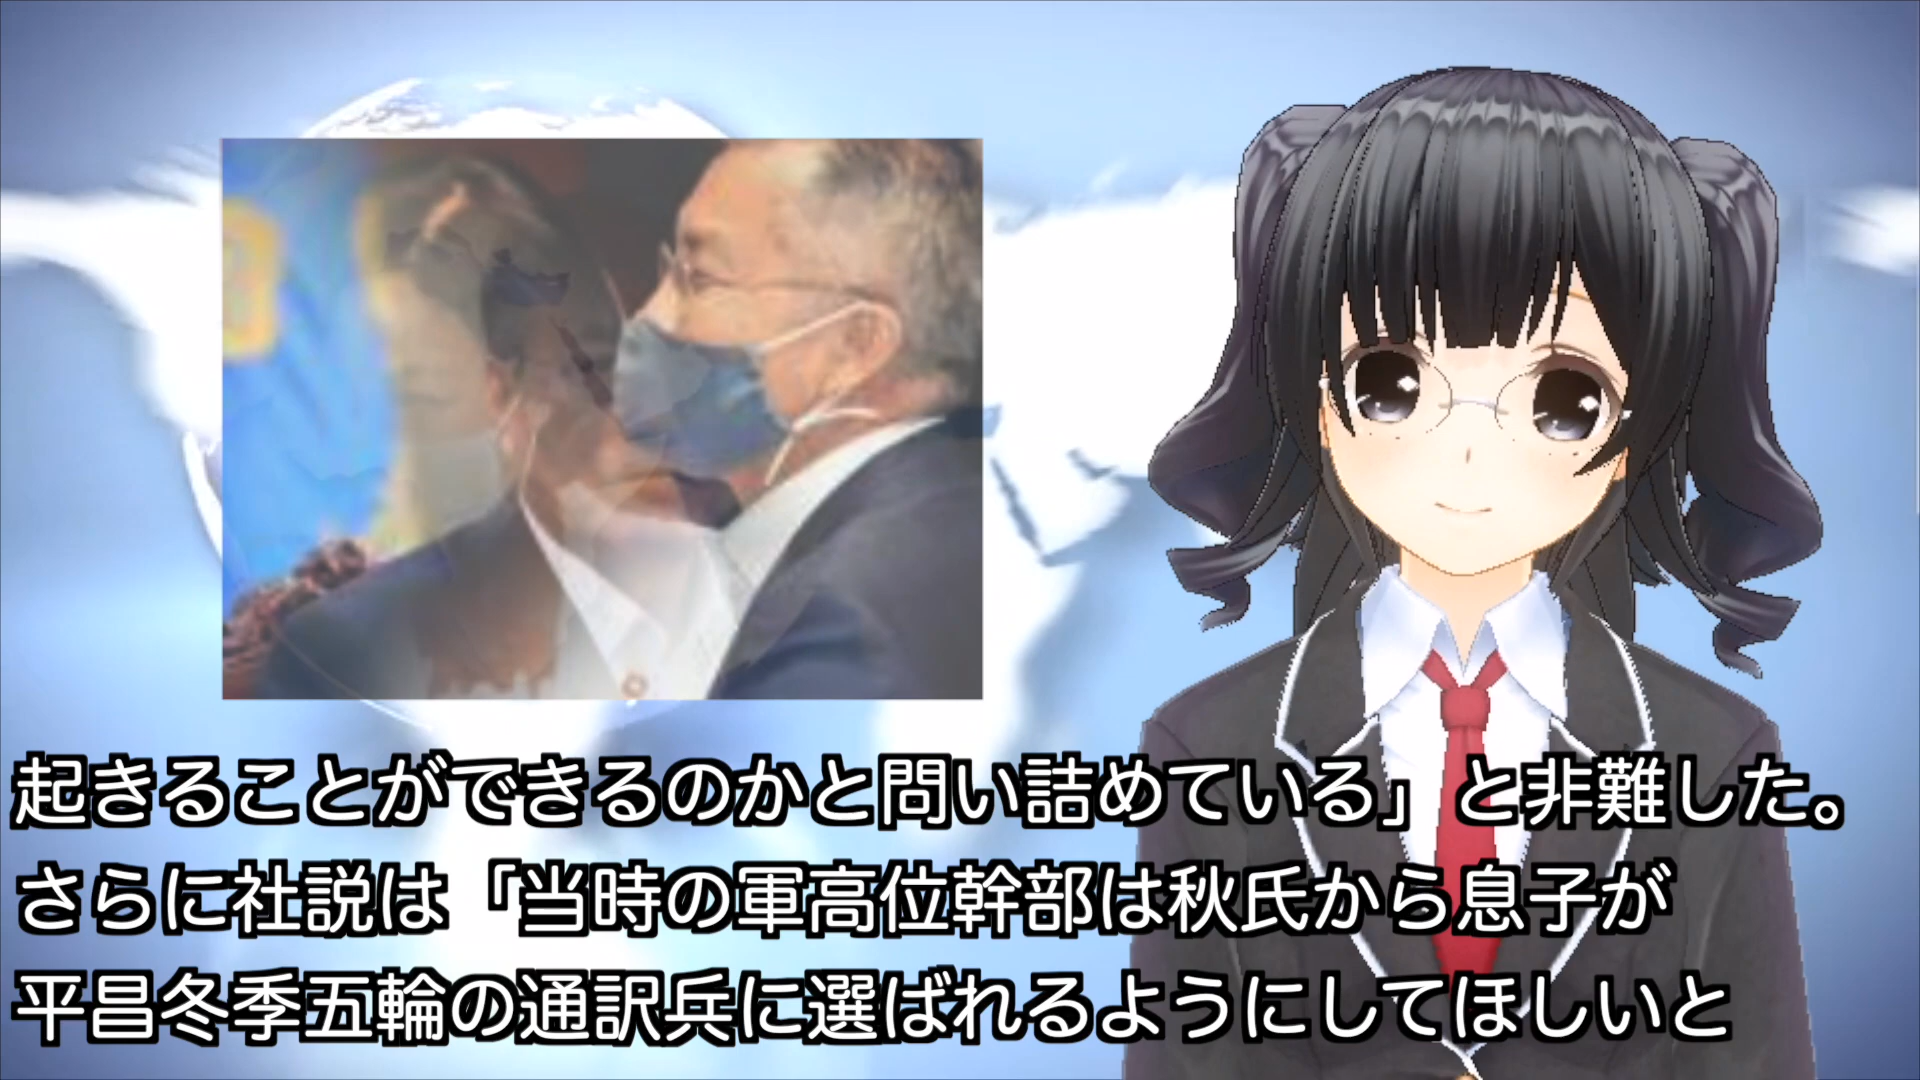 起きることができるのかと問い詰めている」と非難した。
さらに社説は「当時の軍高位幹部は秋氏から息子が
平昌冬季五輪の通訳兵に選ばれるようにしてほしいと